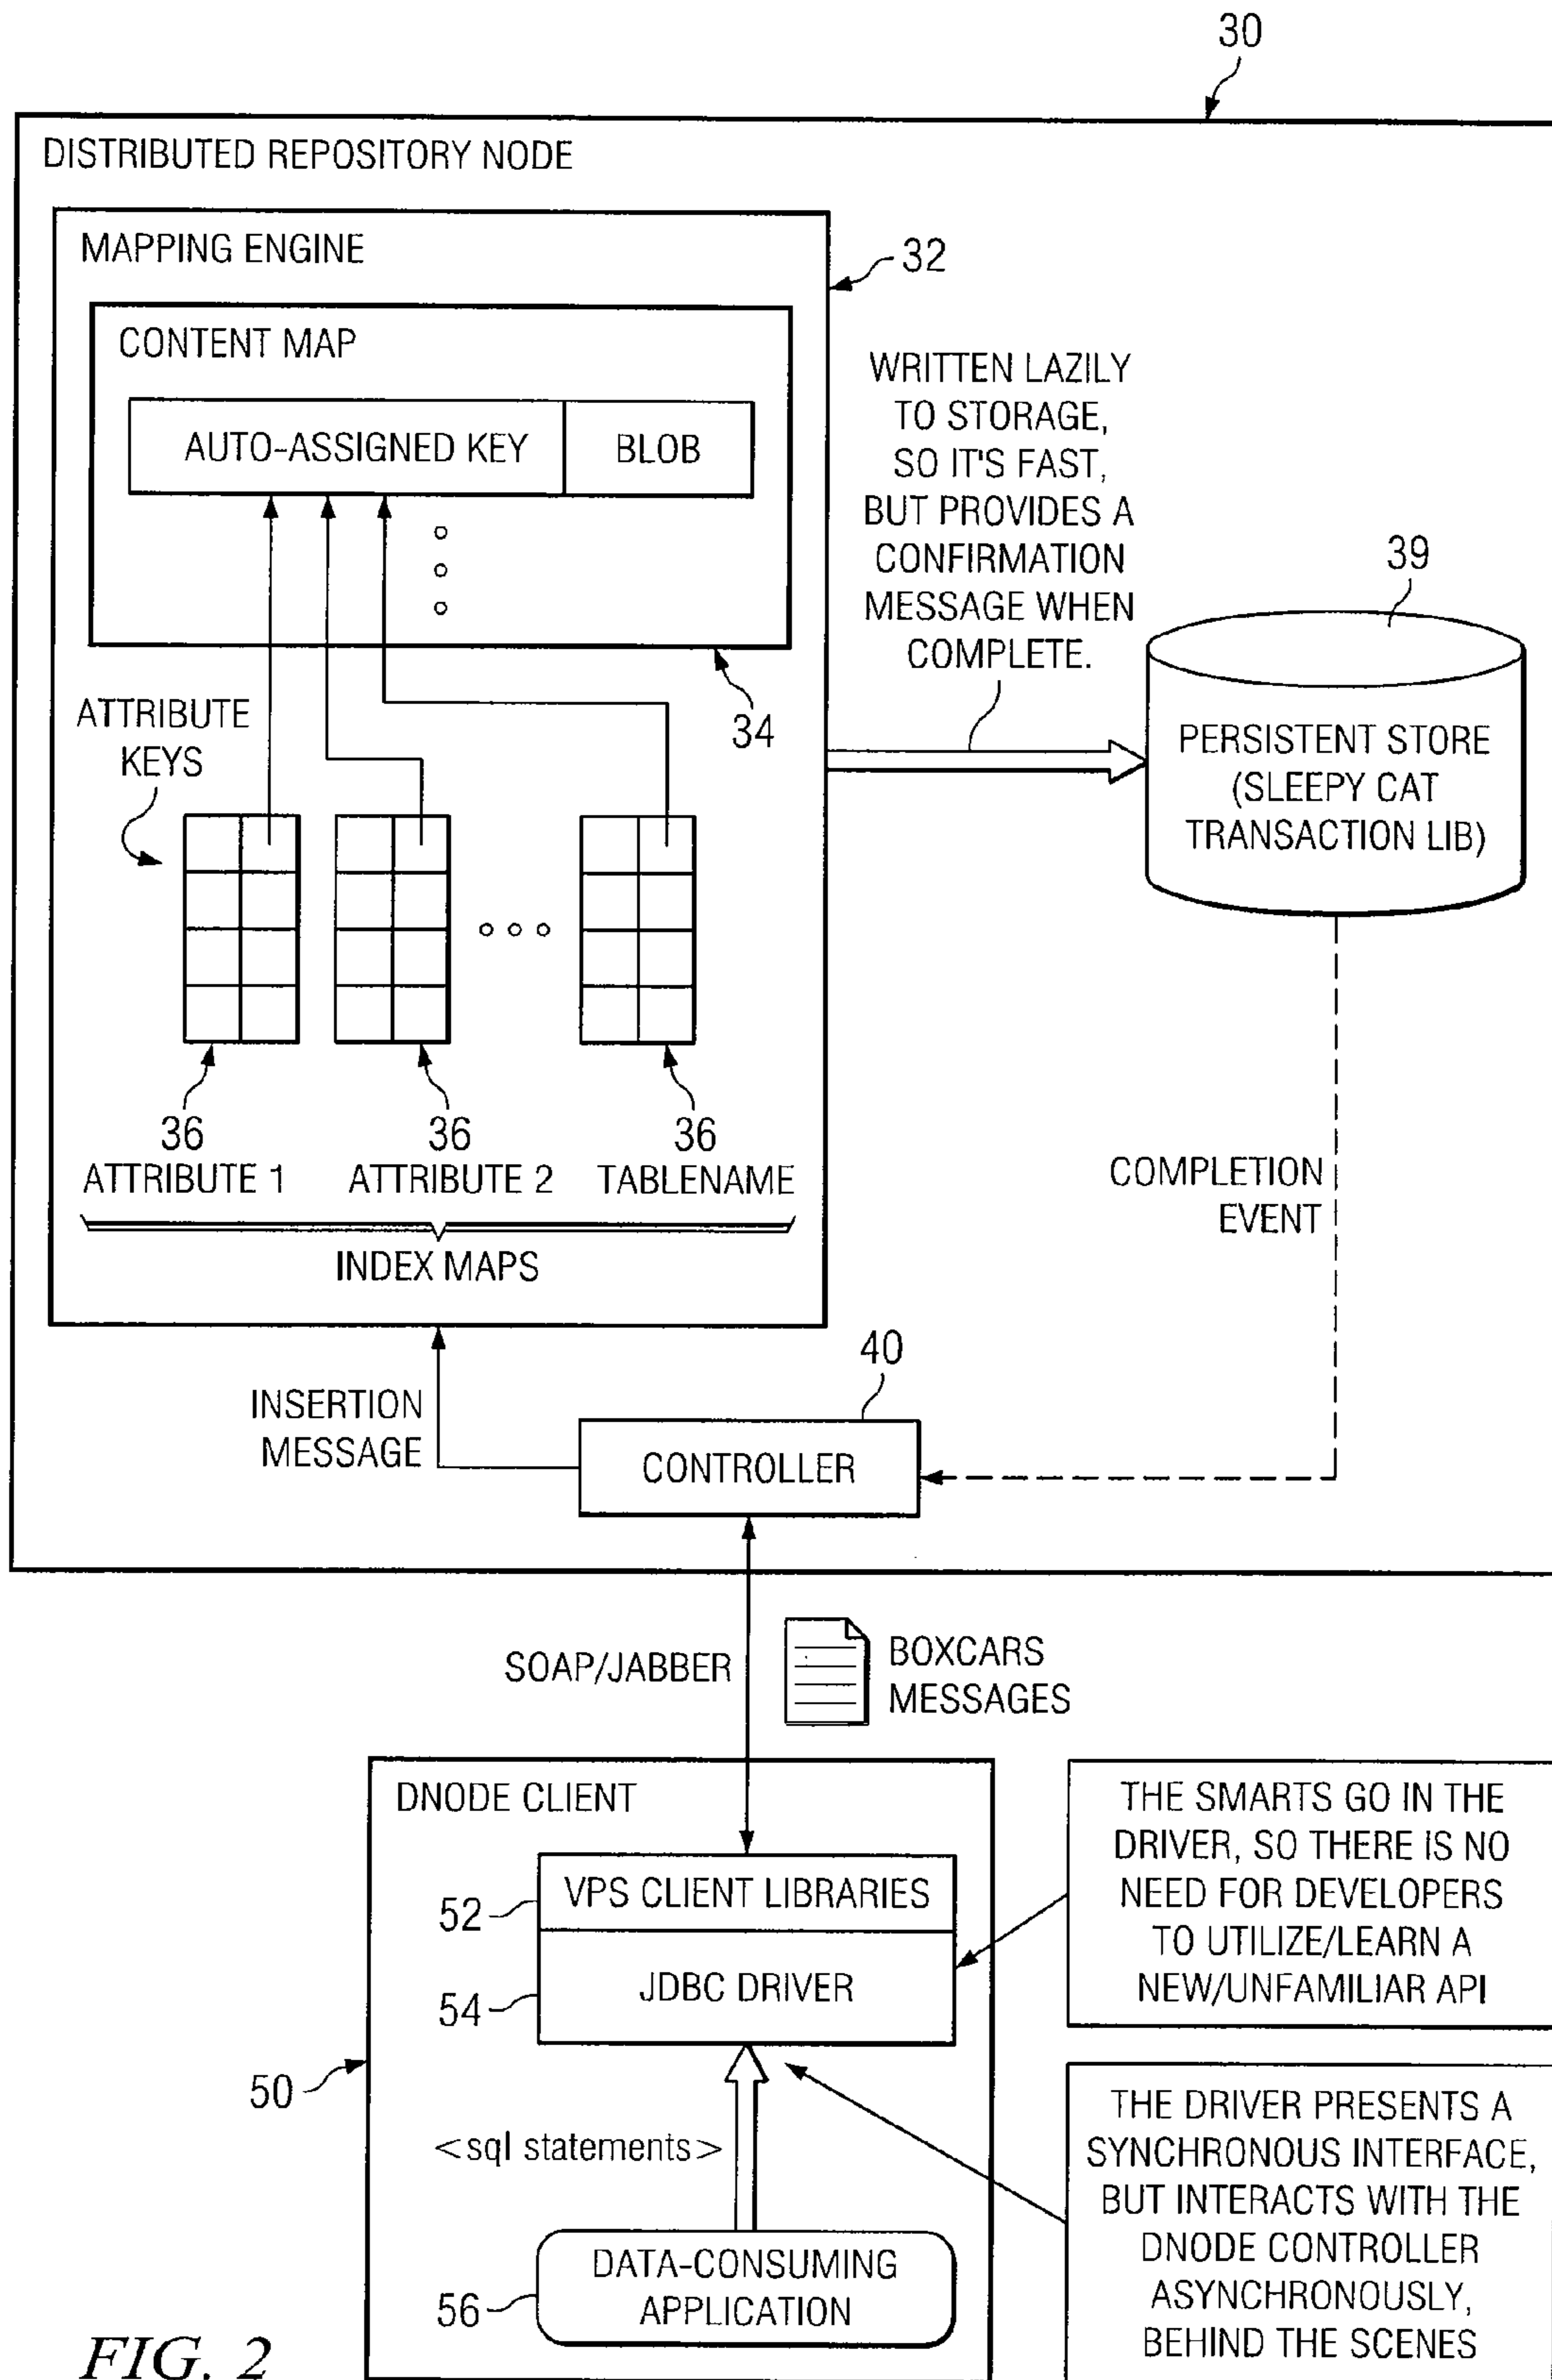 30
DISTRIBUTED REPOSITORY NODE
MAPPING ENGINE
32
CONTENT MAP
AUTO-ASSIGNED KEY
BLOB
WRITTEN LAZILY
TO STORAGE,
SO IT'S FAST,
BUT PROVIDES A
CONFIRMATION
MESSAGE WHEN
COMPLETE.
39
34
ATTRIBUTE
KEYS
PERSISTENT STORE
(SLEEPY CAT
TRANSACTION LIB)
36
ATTRIBUTE 1
36
ATTRIBUTE 2
36
TABLENAME
INDEX MAPS
COMPLETION
EVENT
INSERTION
MESSAGE
40
CONTROLLER
SOAP/JABBER
BOXCARS
MESSAGES
DNODE CLIENT
52
VPS CLIENT LIBRARIES
54
JDBC DRIVER
THE SMARTS GO IN THE
DRIVER, SO THERE IS NO
NEED FOR DEVELOPERS
TO UTILIZE/LEARN A
NEW/UNFAMILIAR API
50
<sql statements>
THE DRIVER PRESENTS A
SYNCHRONOUS INTERFACE,
BUT INTERACTS WITH THE
DNODE CONTROLLER
ASYNCHRONOUSLY,
BEHIND THE SCENES
56
DATA-CONSUMING
APPLICATION
FIG. 2